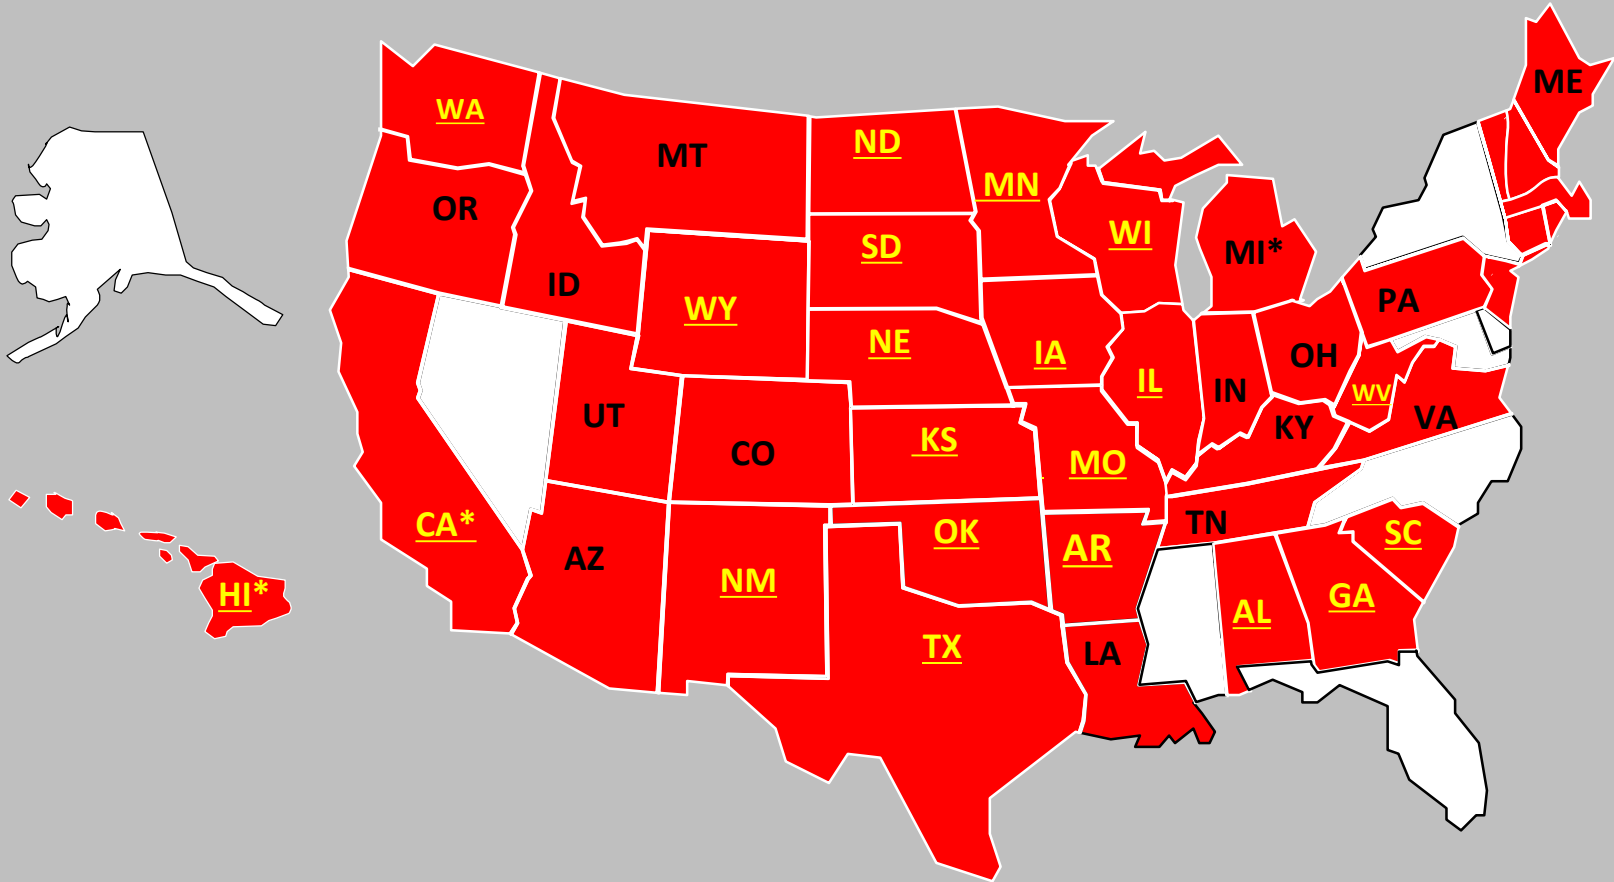 ME
WA
ND
MT
MN
OR
WI
SD
MI*
ID
PA
WY
NE
IA
OH
IL
IN
WV
UT
VA
KY
KS
CO
MO
CA*
TN
OK
SC
AZ
AR
NM
HI*
GA
AL
TX
LA